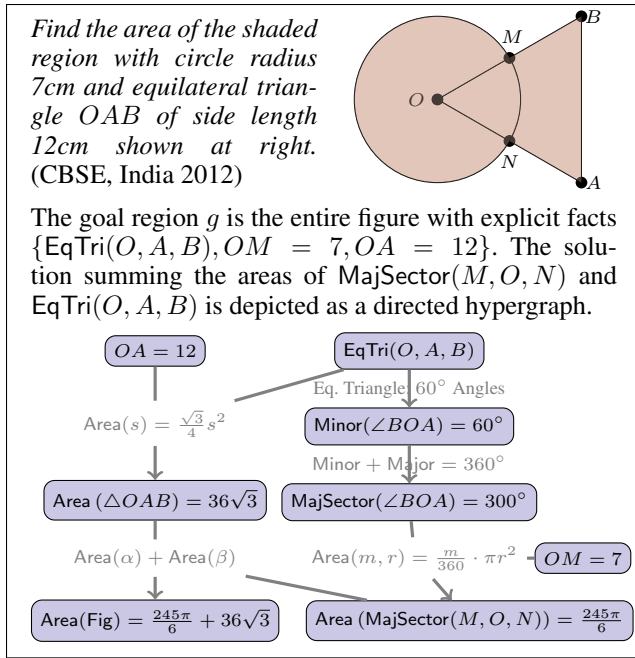 Find the area of the shaded
region with circle radius
7cm and equilateral trian-
gle OAB of side length
12cm shown at right.
(CBSE, India 2012)
B
M
O
N
A
The goal region g is the entire figure with explicit facts
{EqTri(O, A, B), OM = 7, OA = 12}. The solu-
tion summing the areas of MajSector(M, O, N) and
EqTri(O, A, B) is depicted as a directed hypergraph.
OA = 12
EqTri(O, A, B)
Eq. Triangle: 60° Angles
Area(s) = √3/4 s²
Minor(∠BOA) = 60°
Minor + Major = 360°
Area (△OAB) = 36√3
MajSector(∠BOA) = 300°
Area(α) + Area(β)
Area(m, r) = m/360 · πr²
OM = 7
Area(Fig) = 245π/6 + 36√3
Area (MajSector(M, O, N)) = 245π/6